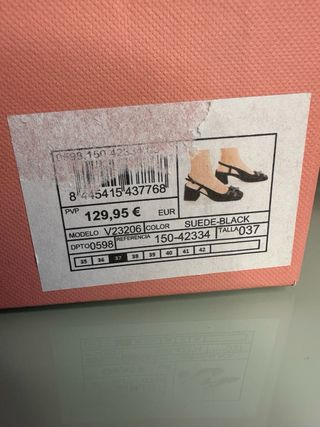 8 445415 437768
PVP 129,95 € EUR
MODELO V23206 COLOR SUEDE-BLACK
DPTO 0598 REFERENCIA 150-42334 TALLA 037
35 36 37 38 39 40 41 42